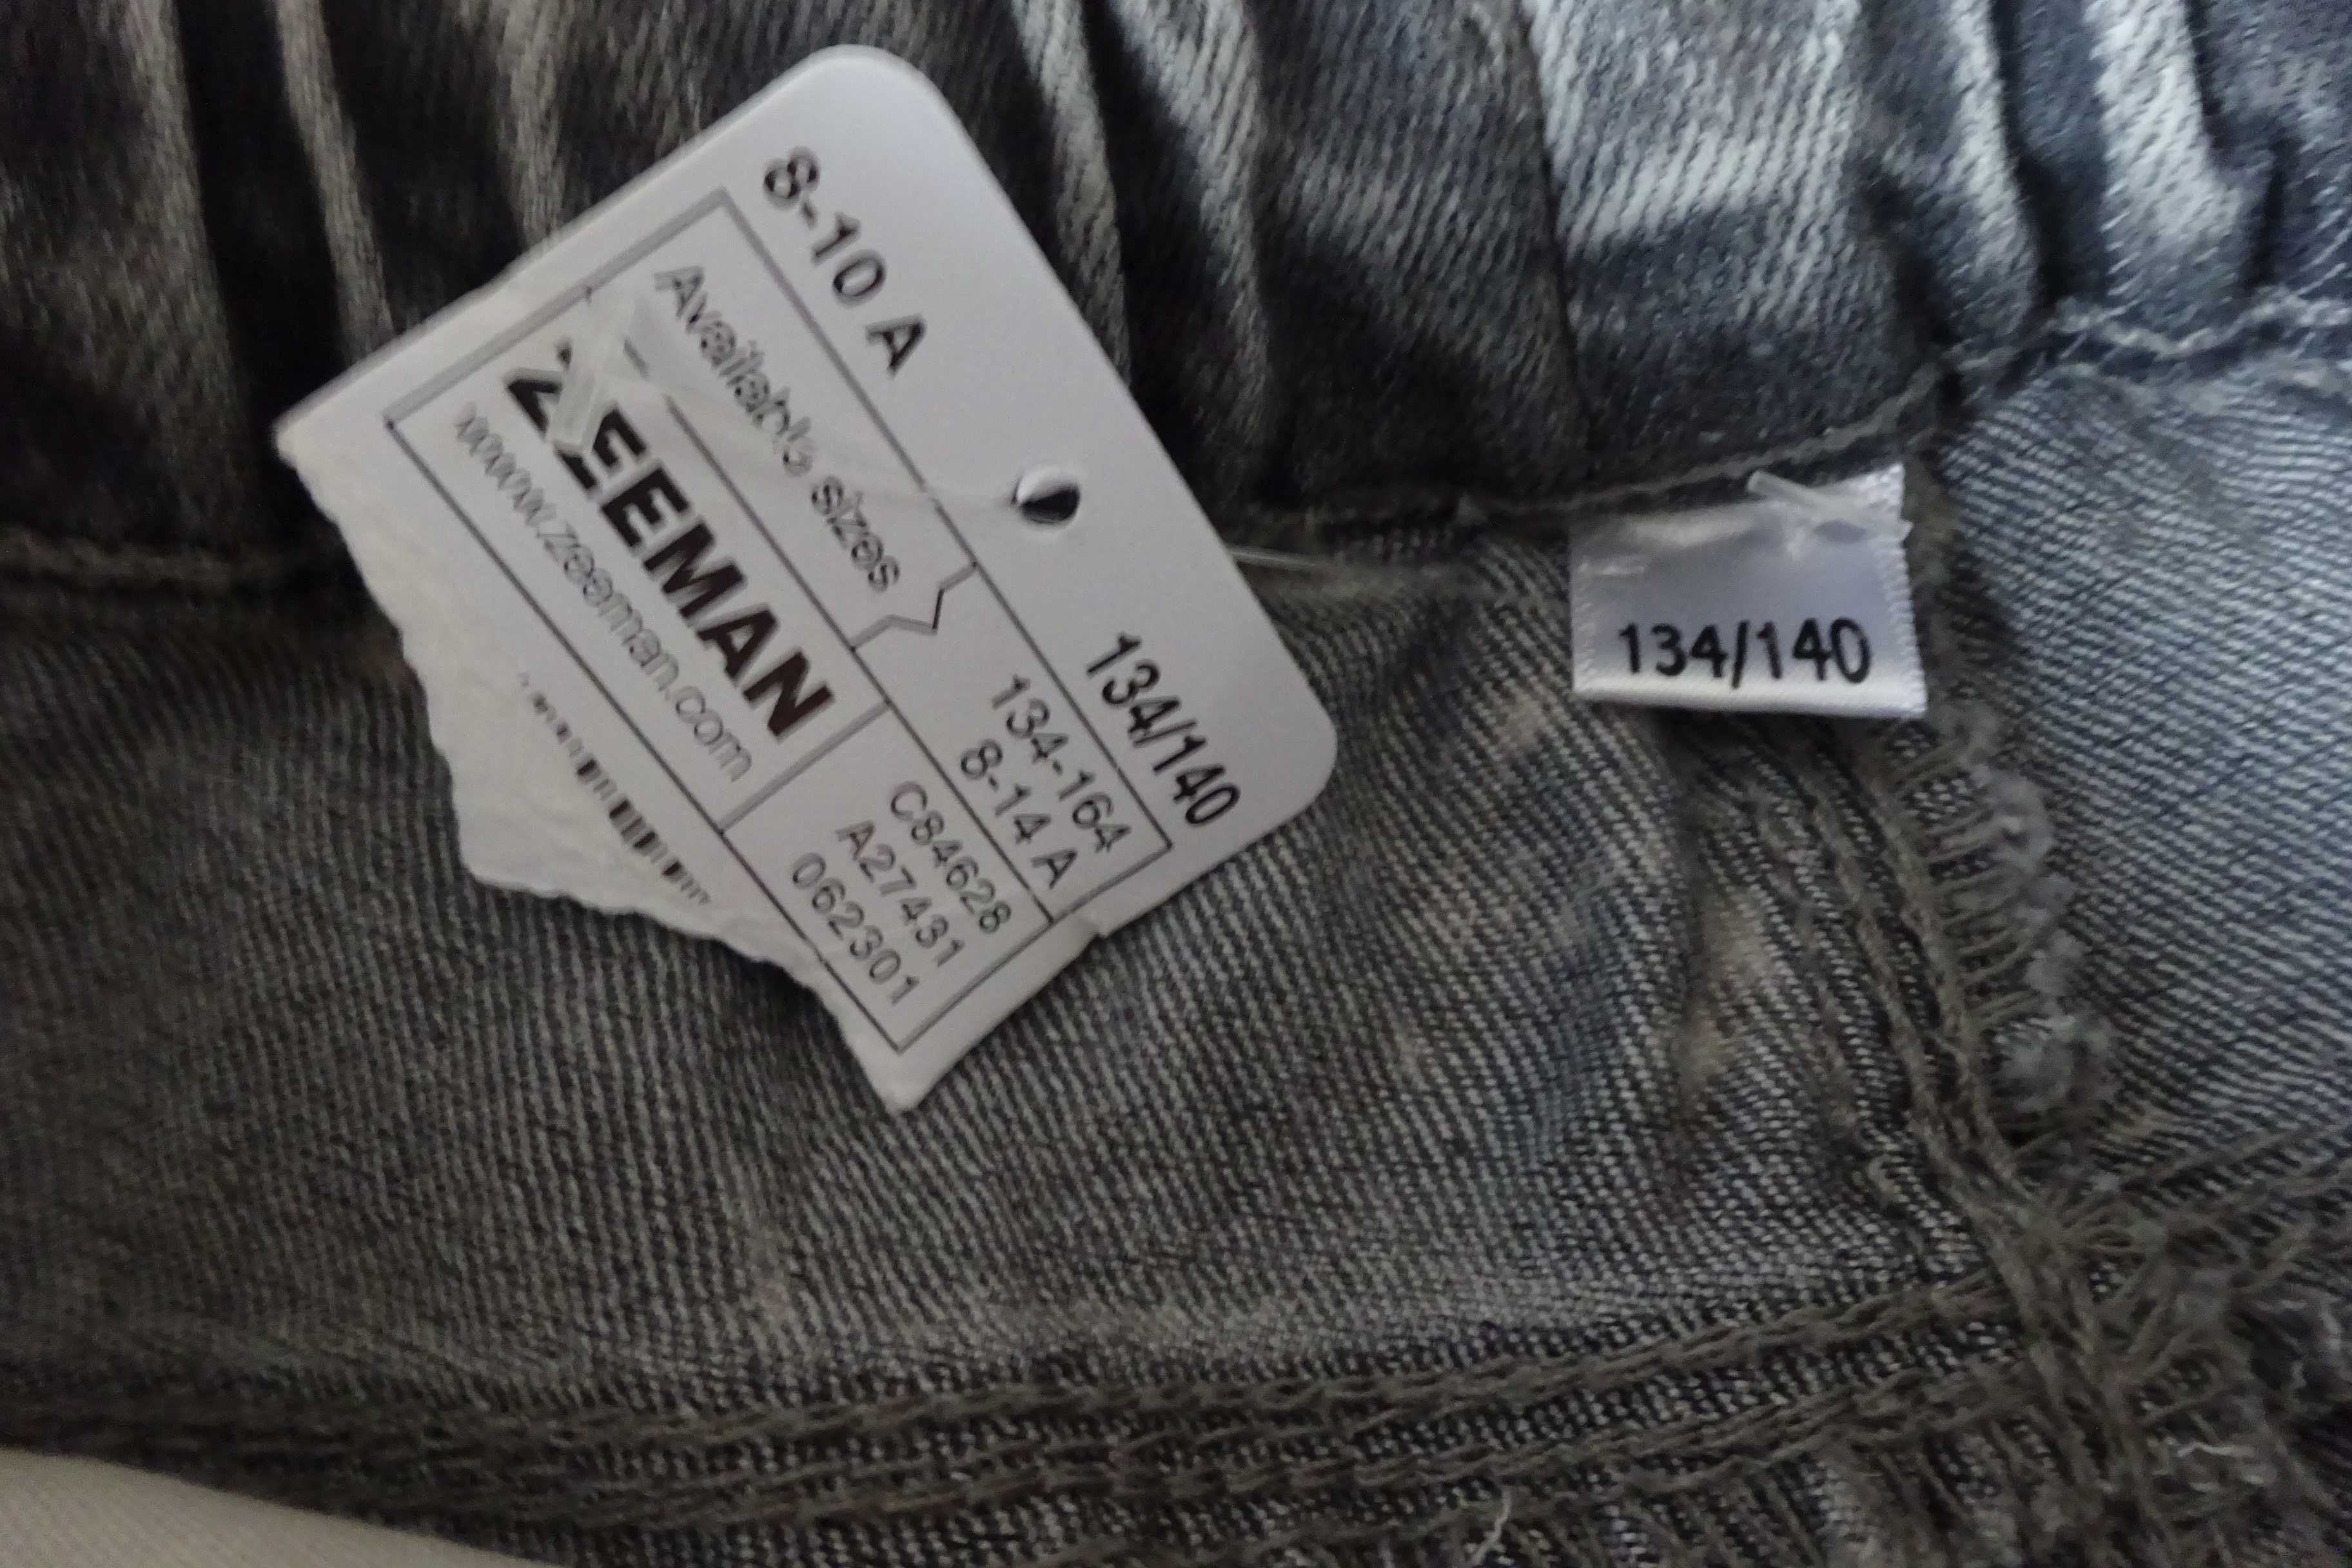 8-10 A
134/140
Available sizes
134-164
8-14 A
ZEEMAN
www.zeeman.com
C84628
A27431
062301
134/140